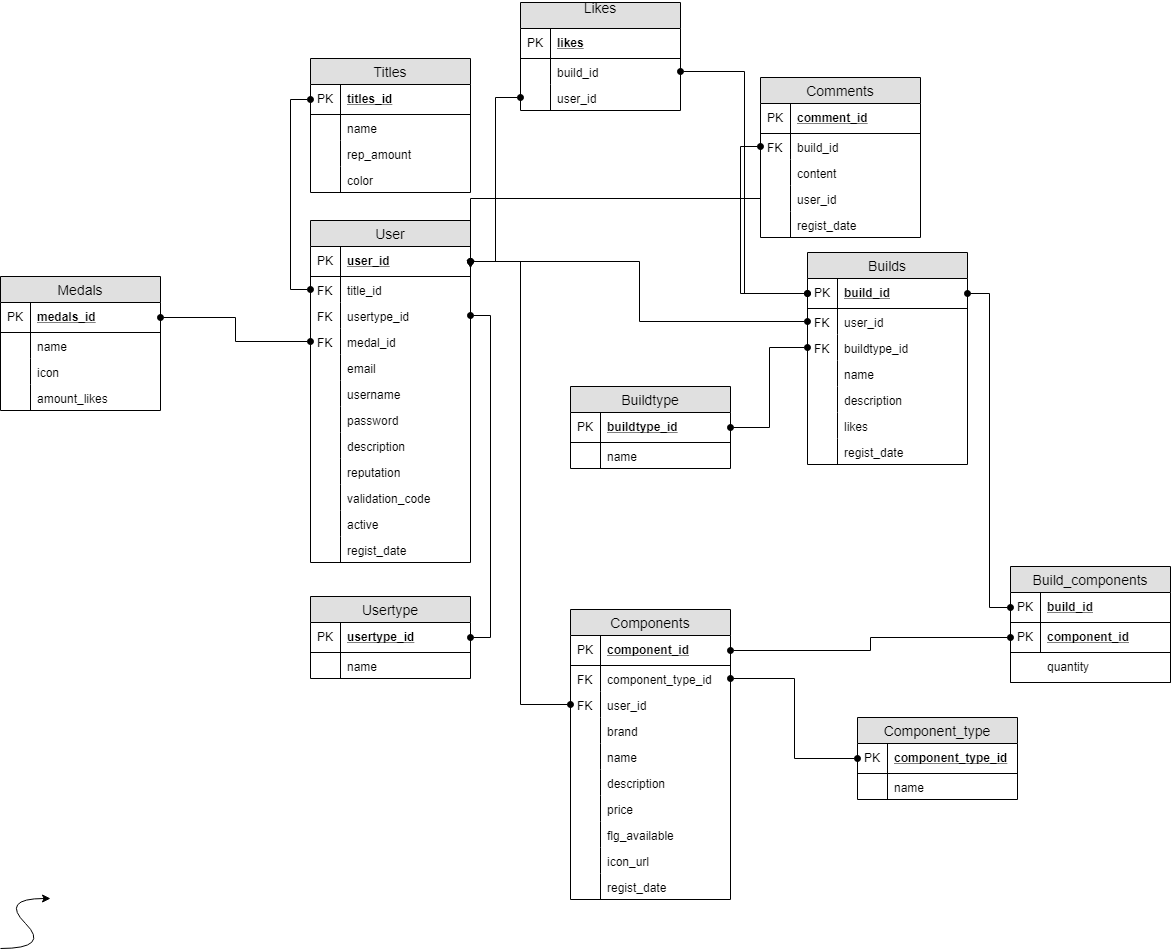 Likes
PK likes
build_id
user_id
Titles
PK titles_id
name
rep_amount
color
Comments
PK comment_id
FK build_id
content
user_id
regist_date
User
PK user_id
FK title_id
FK usertype_id
FK medal_id
email
username
password
description
reputation
validation_code
active
regist_date
Medals
PK medals_id
name
icon
amount_likes
Builds
PK build_id
FK user_id
FK buildtype_id
name
description
likes
regist_date
Buildtype
PK buildtype_id
name
Usertype
PK usertype_id
name
Components
PK component_id
FK component_type_id
FK user_id
brand
name
description
price
flg_available
icon_url
regist_date
Build_components
PK build_id
PK component_id
quantity
Component_type
PK component_type_id
name